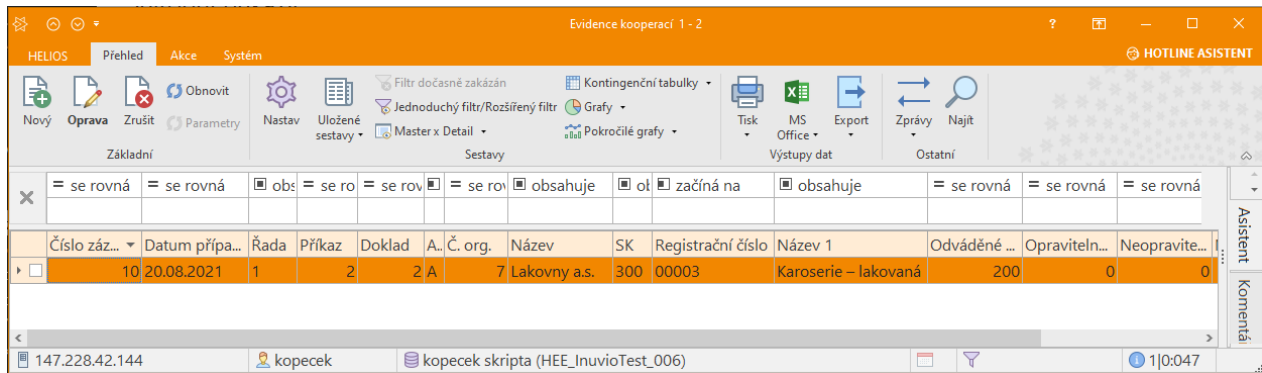 Evidence kooperací 1 - 2
HELIOS Přehled Akce Systém HOTLINE ASISTENT
Nový Oprava Zrušit Obnovit Parametry
Základní
Nastav Uložené sestavy Filtr dočasně zakázán Kontingenční tabulky
Jednoduchý filtr/Rozšířený filtr Grafy
Master x Detail Pokročilé grafy
Sestavy
Tisk MS Office Export
Výstupy dat
Zprávy Najít
Ostatní
= se rovná = se rovná obs = se ro = se rov = se rov obsahuje ob začíná na obsahuje = se rovná = se rovná = se rovná
Číslo záz... Datum přípa... Řada Příkaz Doklad A.. Č. org. Název SK Registrační číslo Název 1 Odváděné ... Opraviteln... Neopravite...
10 20.08.2021 1 2 2 A 7 Lakovny a.s. 300 00003 Karoserie – lakovaná 200 0 0
Asistent
Komentá
147.228.42.144 kopecek kopecek skripta (HEE_InuvioTest_006) 1|0:047